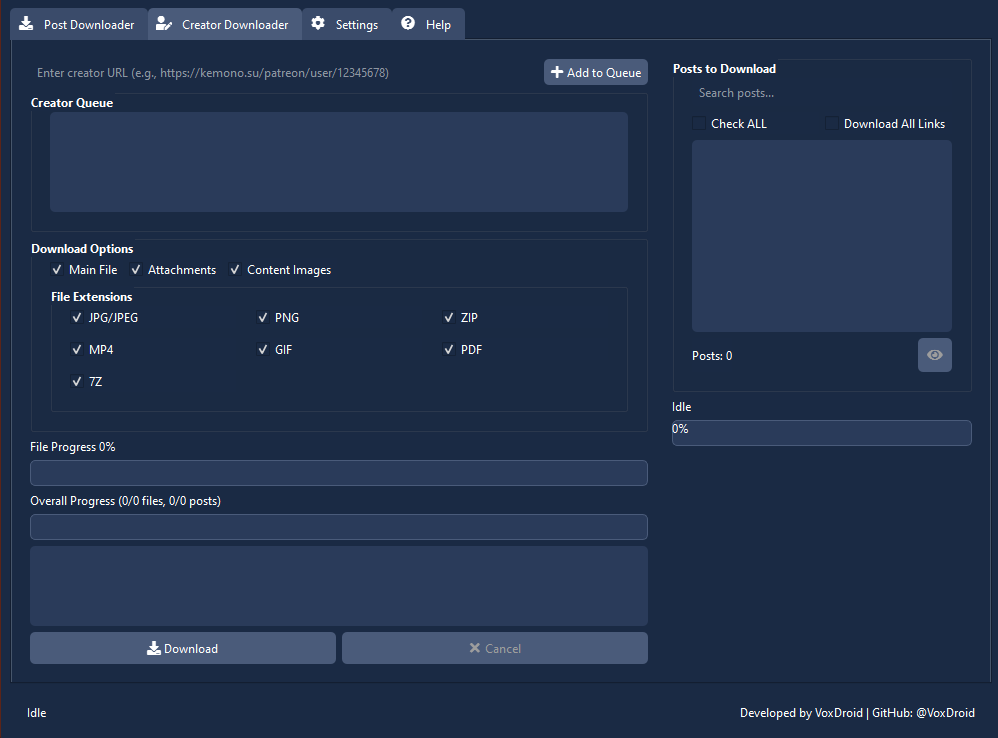 Post Downloader
Creator Downloader
Settings
Help
Enter creator URL (e.g., https://kemono.su/patreon/user/12345678)
Add to Queue
Creator Queue
Download Options
Main File
Attachments
Content Images
File Extensions
JPG/JPEG
PNG
ZIP
MP4
GIF
PDF
7Z
File Progress 0%
Overall Progress (0/0 files, 0/0 posts)
Download
Cancel
Posts to Download
Search posts...
Check ALL
Download All Links
Posts: 0
Idle
0%
Idle
Developed by VoxDroid | GitHub: @VoxDroid